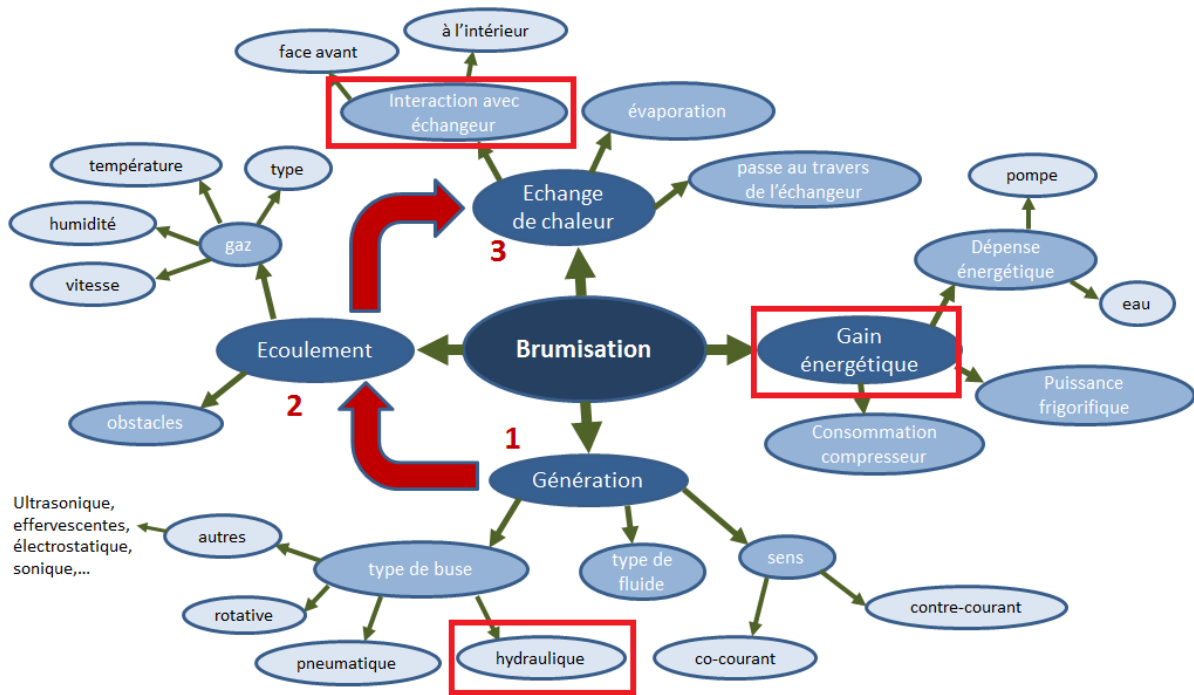 à l'intérieur
face avant
Interaction avec
échangeur
évaporation
température
type
passe au travers
de l'échangeur
pompe
humidité
gaz
Echange
de chaleur
3
Dépense
énergétique
vitesse
eau
Ecoulement
Brumisation
Gain
énergétique
2
obstacles
Puissance
frigorifique
1
Consommation
compresseur
Génération
Ultrasonique,
effervescentes,
électrostatique,
sonique,...
autres
type de buse
type de
fluide
sens
rotative
contre-courant
pneumatique
hydraulique
co-courant